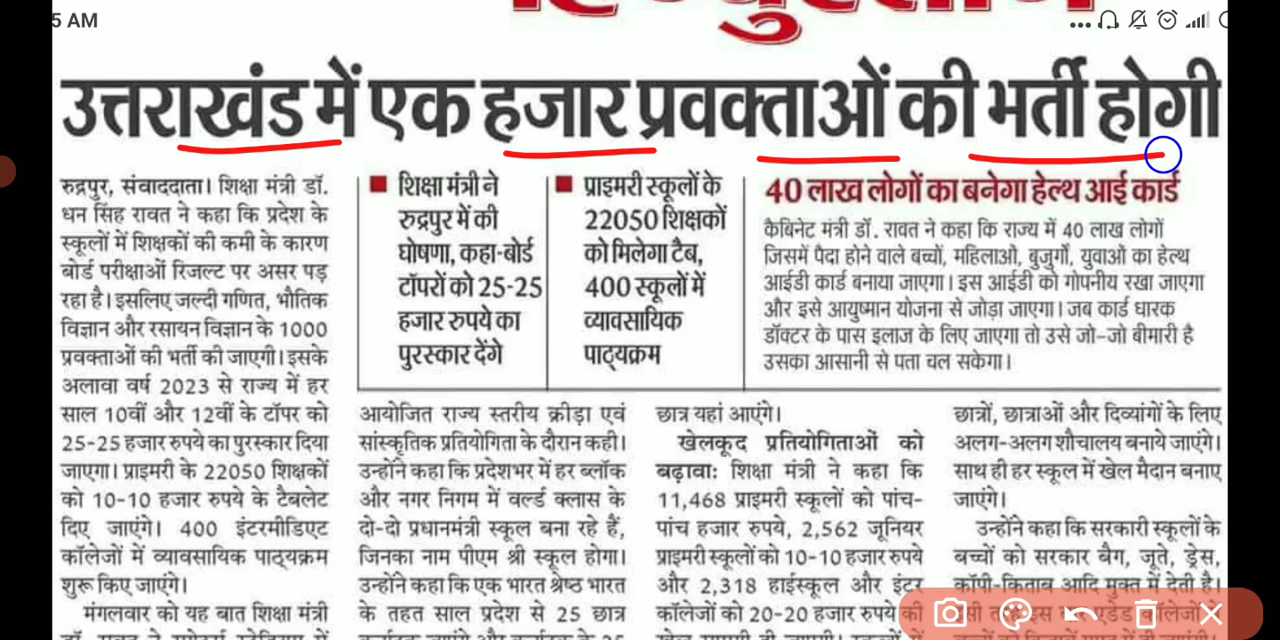 5 AM
उत्तराखंड में एक हजार प्रवक्ताओं की भर्ती होगी
रुद्रपुर, संवाददाता। शिक्षा मंत्री डॉ.
धन सिंह रावत ने कहा कि प्रदेश के
स्कूलों में शिक्षकों की कमी के कारण
बोर्ड परीक्षाओं रिजल्ट पर असर पड़
रहा है। इसलिए जल्दी गणित, भौतिक
विज्ञान और रसायन विज्ञान के 1000
प्रवक्ताओं की भर्ती की जाएगी। इसके
अलावा वर्ष 2023 से राज्य में हर
साल 10वीं और 12वीं के टॉपर को
25-25 हजार रुपये का पुरस्कार दिया
जाएगा। प्राइमरी के 22050 शिक्षकों
को 10-10 हजार रुपये के टैबलेट
दिए जाएंगे। 400 इंटरमीडिएट
कॉलेजों में व्यावसायिक पाठ्यक्रम
शुरू किए जाएंगे।
मंगलवार को यह बात शिक्षा मंत्री
शिक्षा मंत्री ने
रुद्रपुर में की
घोषणा, कहा-बोर्ड
टॉपरों को 25-25
हजार रुपये का
पुरस्कार देंगे
प्राइमरी स्कूलों के
22050 शिक्षकों
को मिलेगा टैब,
400 स्कूलों में
व्यावसायिक
पाठ्यक्रम
40 लाख लोगों का बनेगा हेल्थ आई कार्ड
कैबिनेट मंत्री डॉ. रावत ने कहा कि राज्य में 40 लाख लोगों
जिसमें पैदा होने वाले बच्चों, महिलाओं, बुजुर्गों, युवाओं का हेल्थ
आईडी कार्ड बनाया जाएगा। इस आईडी को गोपनीय रखा जाएगा
और इसे आयुष्मान योजना से जोड़ा जाएगा। जब कार्ड धारक
डॉक्टर के पास इलाज के लिए जाएगा तो उसे जो-जो बीमारी है
उसका आसानी से पता चल सकेगा।
आयोजित राज्य स्तरीय क्रीड़ा एवं
सांस्कृतिक प्रतियोगिता के दौरान कही।
उन्होंने कहा कि प्रदेशभर में हर ब्लॉक
और नगर निगम में वर्ल्ड क्लास के
दो-दो प्रधानमंत्री स्कूल बना रहे हैं,
जिनका नाम पीएम श्री स्कूल होगा।
उन्होंने कहा कि एक भारत श्रेष्ठ भारत
के तहत साल प्रदेश से 25 छात्र
छात्र यहां आएंगे।
खेलकूद प्रतियोगिताओं को
बढ़ावा: शिक्षा मंत्री ने कहा कि
11,468 प्राइमरी स्कूलों को पांच-
पांच हजार रुपये, 2,562 जूनियर
प्राइमरी स्कूलों को 10-10 हजार रुपये
और 2,318 हाईस्कूल और इंटर
कॉलेजों को 20-20 हजार रुपये की
छात्रों, छात्राओं और दिव्यांगों के लिए
अलग-अलग शौचालय बनाये जाएंगे।
साथ ही हर स्कूल में खेल मैदान बनाए
जाएंगे।
उन्होंने कहा कि सरकारी स्कूलों के
बच्चों को सरकार बैग, जूते, ड्रेस,
कॉपी-किताब आदि मुक्त में देती है।